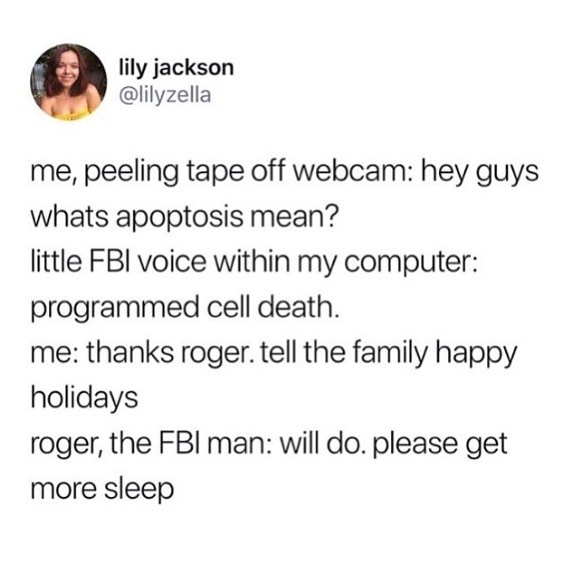 lily jackson
@lilyzella
me, peeling tape off webcam: hey guys
whats apoptosis mean?
little FBI voice within my computer:
programmed cell death.
me: thanks roger. tell the family happy
holidays
roger, the FBI man: will do. please get
more sleep